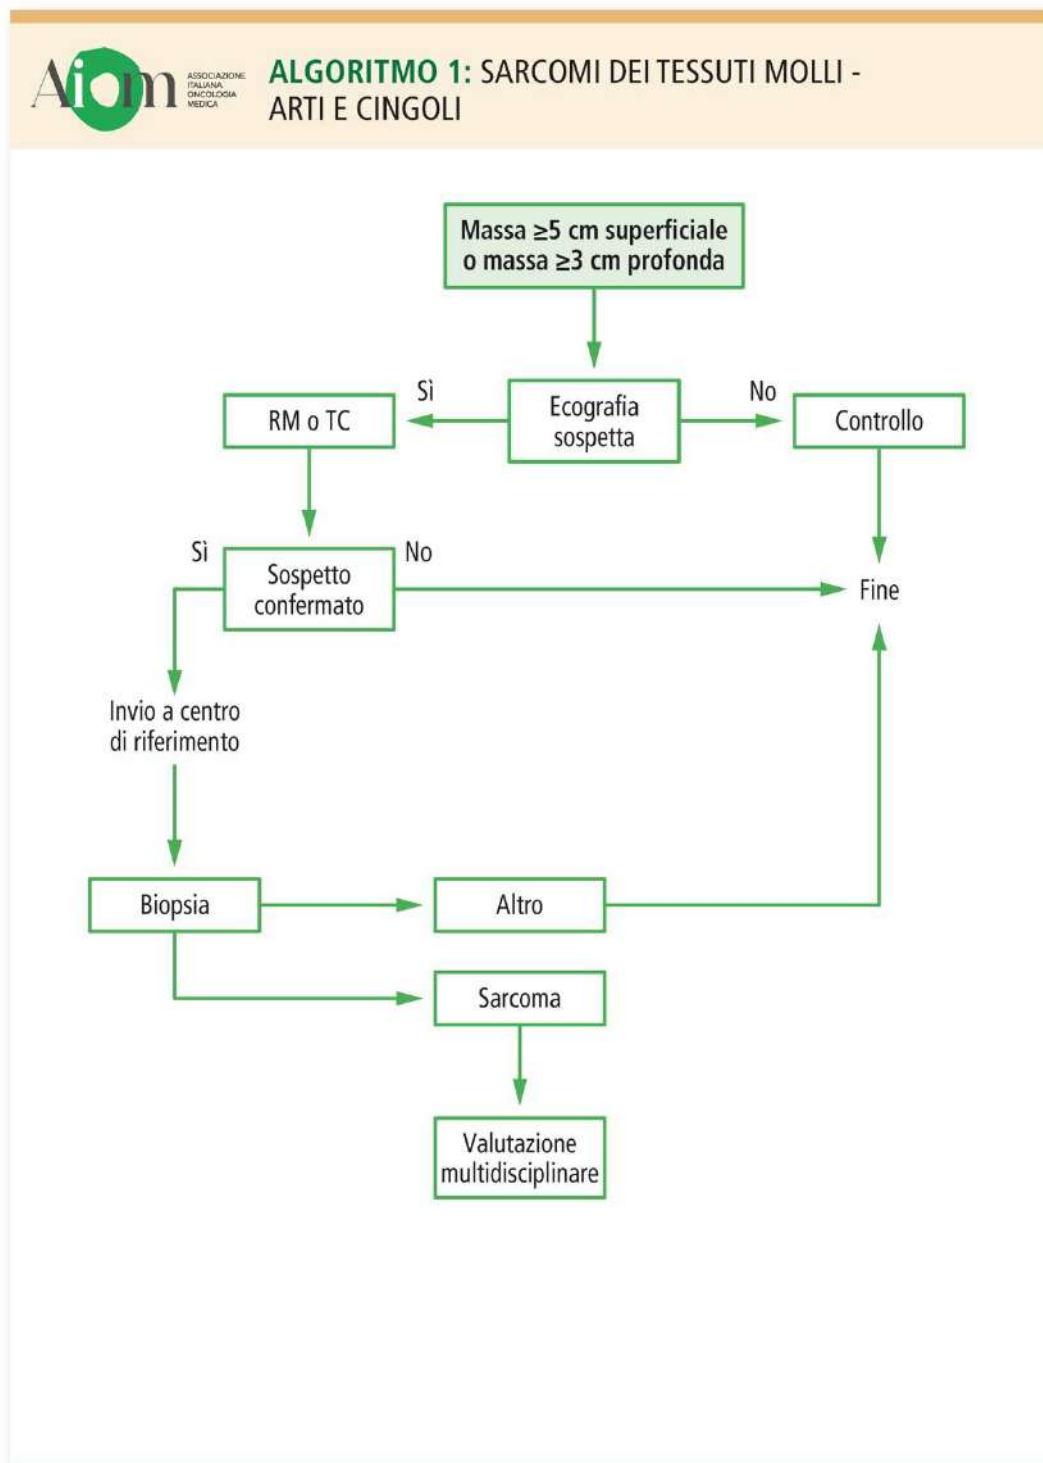 Aiom
ASSOCIAZIONE
ITALIANA
ONCOLOGIA
MEDICA
ALGORITMO 1: SARCOMI DEI TESSUTI MOLLI -
ARTI E CINGOLI
Massa ≥5 cm superficiale
o massa ≥3 cm profonda
Sì
No
RM o TC
Ecografia
sospetta
Controllo
Sì
No
Sospetto
confermato
Fine
Invio a centro
di riferimento
Biopsia
Altro
Sarcoma
Valutazione
multidisciplinare